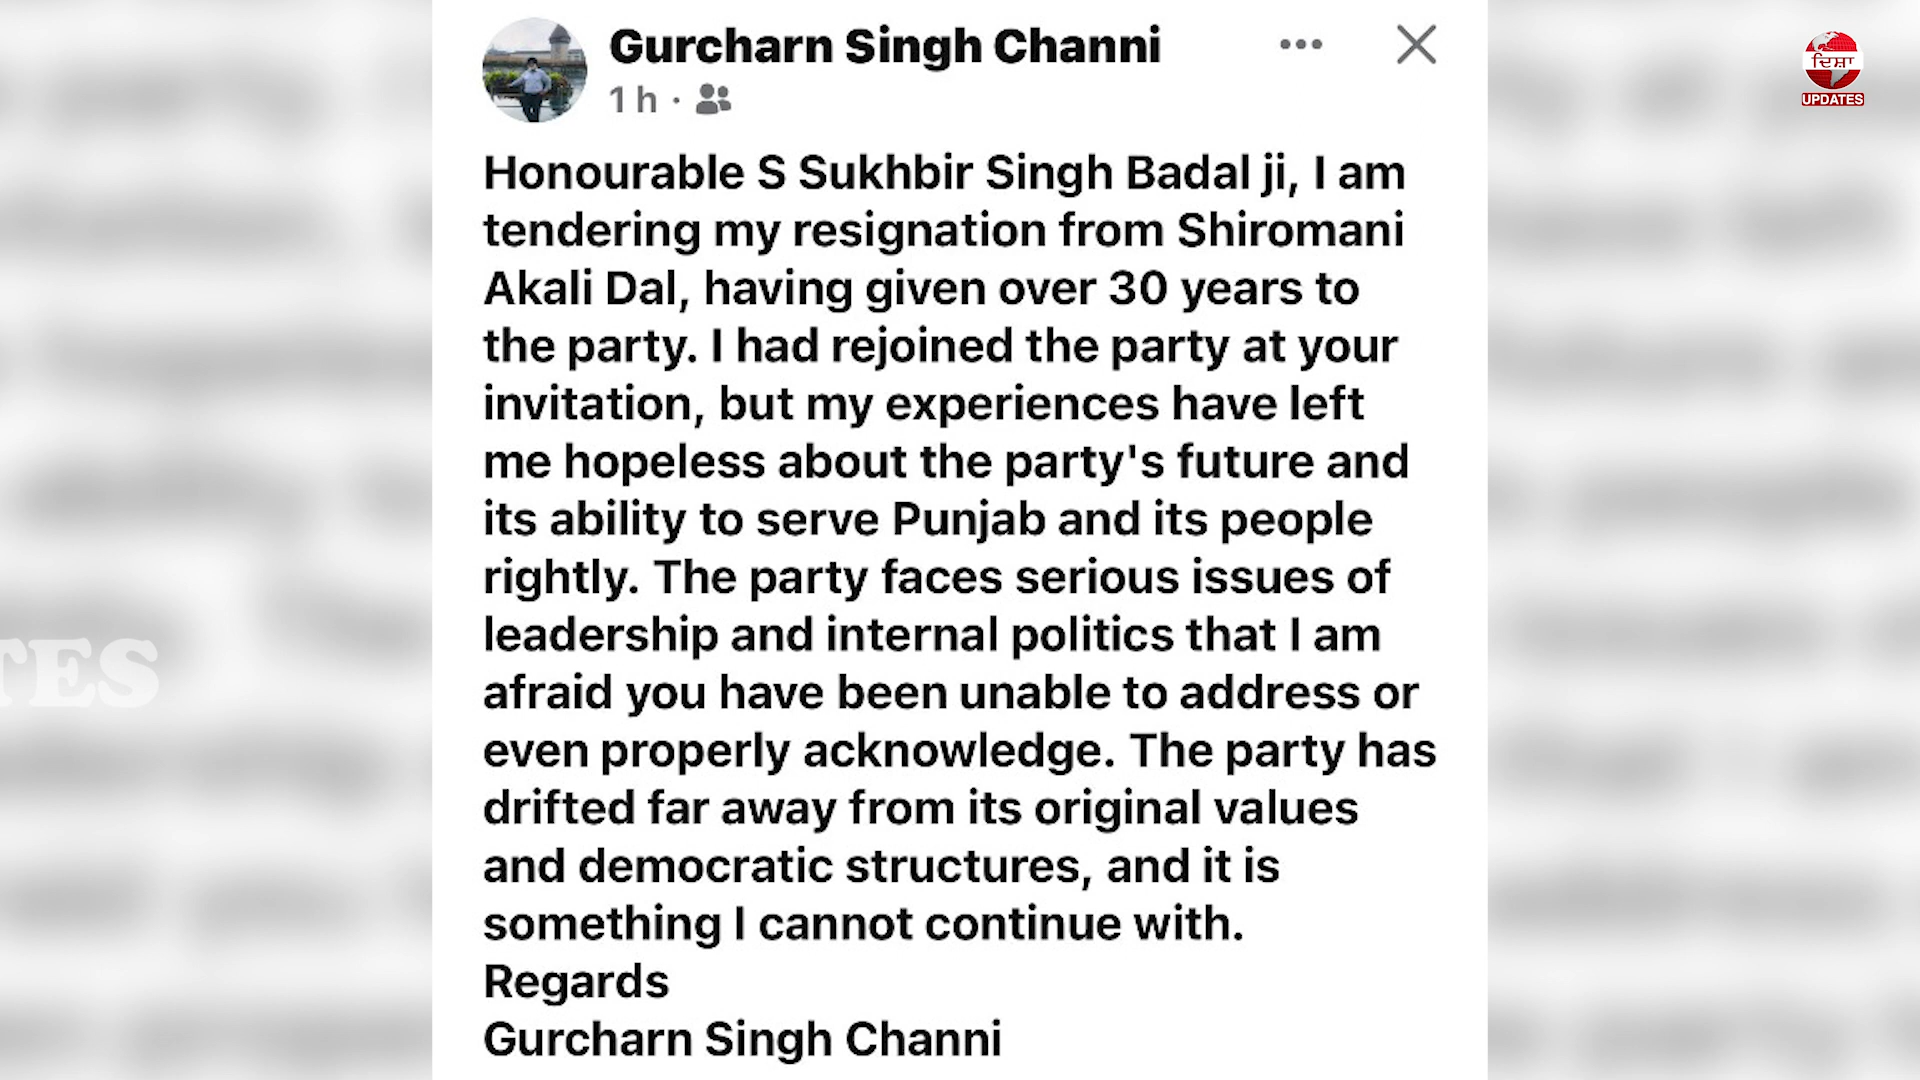 Gurcharn Singh Channi
1 h ·
ਦਿਸ਼ਾ
UPDATES
Honourable S Sukhbir Singh Badal ji, I am
tendering my resignation from Shiromani
Akali Dal, having given over 30 years to
the party. I had rejoined the party at your
invitation, but my experiences have left
me hopeless about the party's future and
its ability to serve Punjab and its people
rightly. The party faces serious issues of
leadership and internal politics that I am
afraid you have been unable to address or
even properly acknowledge. The party has
drifted far away from its original values
and democratic structures, and it is
something I cannot continue with.
Regards
Gurcharn Singh Channi
TES